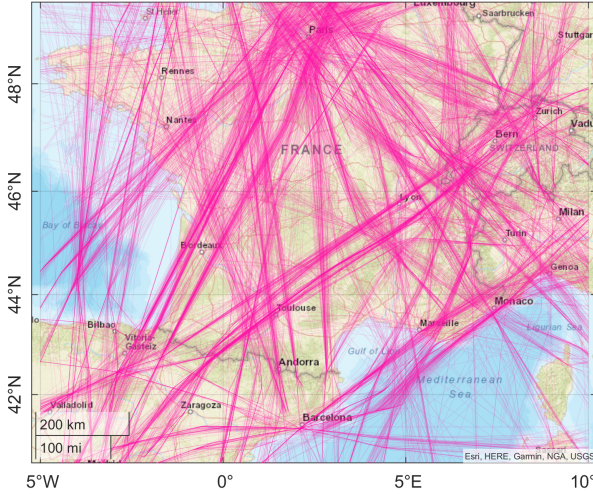 Luxembourg
St Helier
Saarbrucken
Paris
Stuttgar
48°N
Rennes
Zurich
Nantes
Bern
Vadu
FRANCE
SWITZERLAND
46°N
Lyon
Milan
Bay of Biscay
Turin
Bordeaux
Genoa
44°N
Toulouse
Monaco
Bilbao
Marseille
Ligurian Sea
Vitoria-
Gasteiz
Gulf of Lion
Andorra
Mediterranean
Sea
42°N
Valladolid
Zaragoza
Barcelona
200 km
100 mi
Madrid
Esri, HERE, Garmin, NGA, USGS
5°W
0°
5°E
10°